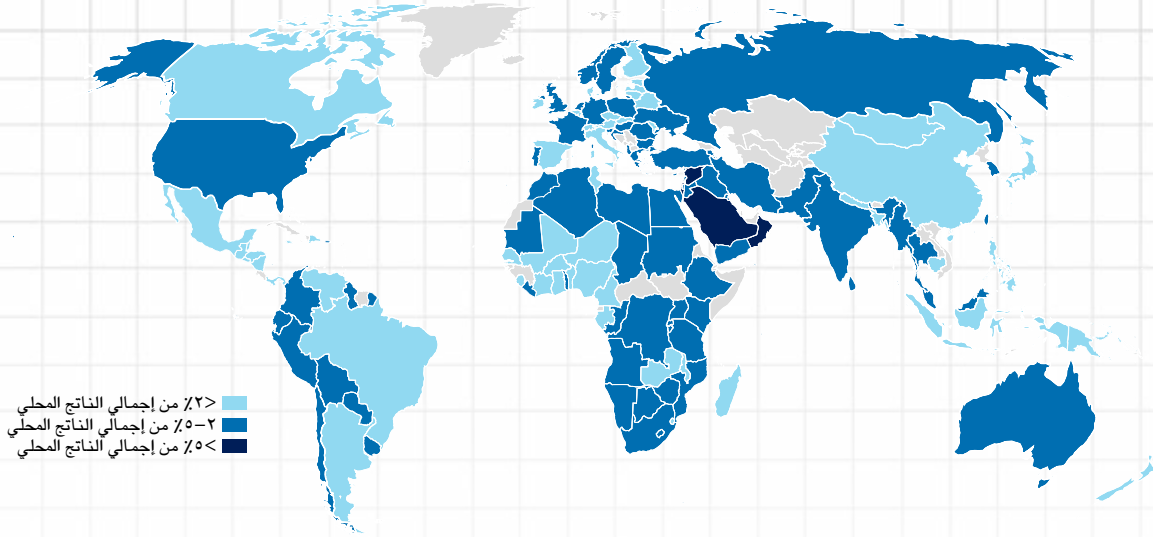 <٢٪ من إجمالي الناتج المحلي
٢–٥٪ من إجمالي الناتج المحلي
>٥٪ من إجمالي الناتج المحلي